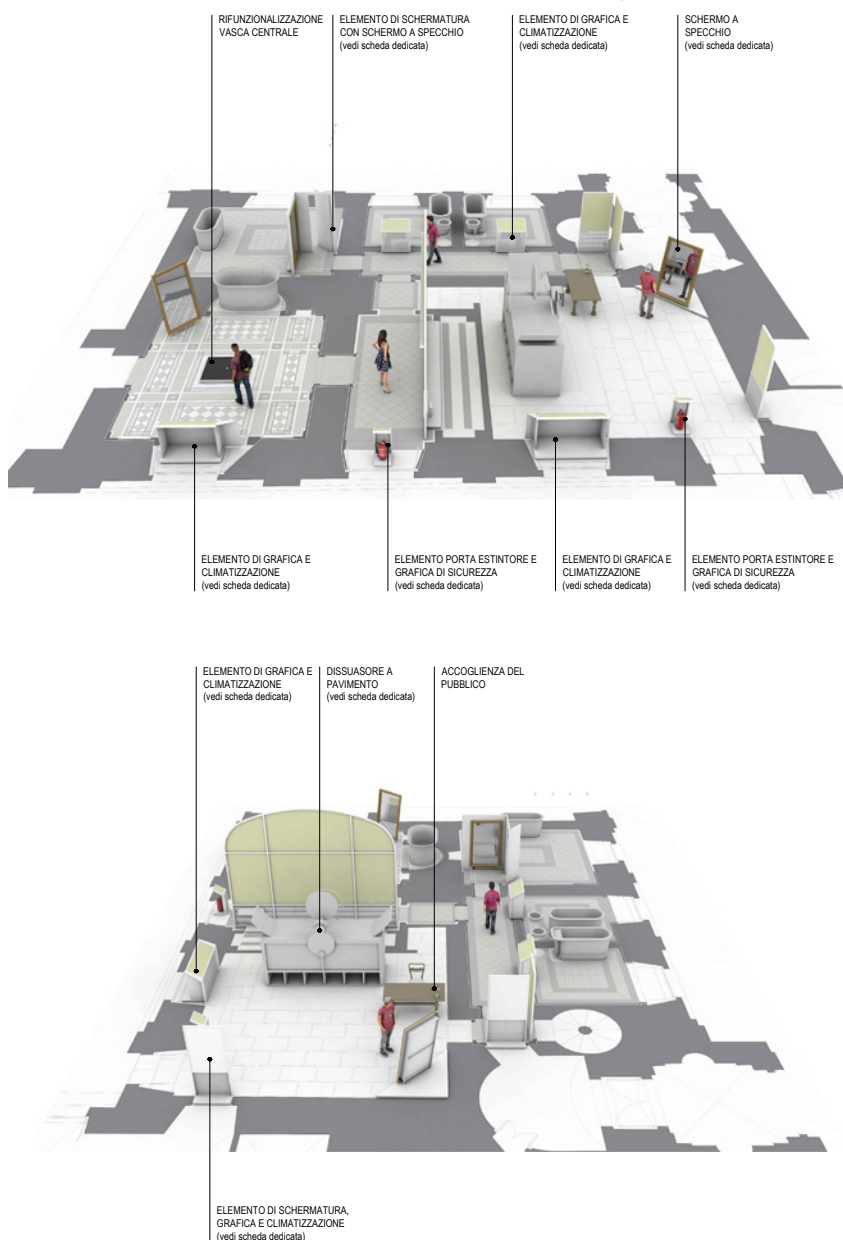 RIFUNZIONALIZZAZIONE
VASCA CENTRALE
ELEMENTO DI SCHERMATURA
CON SCHERMO A SPECCHIO
(vedi scheda dedicata)
ELEMENTO DI GRAFICA E
CLIMATIZZAZIONE
(vedi scheda dedicata)
SCHERMO A
SPECCHIO
(vedi scheda dedicata)
ELEMENTO DI GRAFICA E
CLIMATIZZAZIONE
(vedi scheda dedicata)
ELEMENTO PORTA ESTINTORE E
GRAFICA DI SICUREZZA
(vedi scheda dedicata)
ELEMENTO DI GRAFICA E
CLIMATIZZAZIONE
(vedi scheda dedicata)
ELEMENTO PORTA ESTINTORE E
GRAFICA DI SICUREZZA
(vedi scheda dedicata)
ELEMENTO DI GRAFICA E
CLIMATIZZAZIONE
(vedi scheda dedicata)
DISSUASORE A
PAVIMENTO
(vedi scheda dedicata)
ACCOGLIENZA DEL
PUBBLICO
ELEMENTO DI SCHERMATURA,
GRAFICA E CLIMATIZZAZIONE
(vedi scheda dedicata)